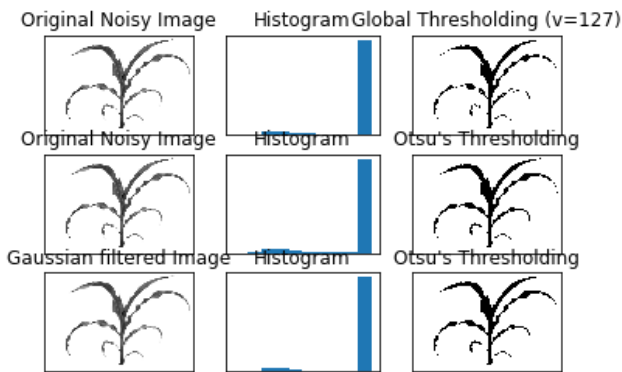 Original Noisy Image Histogram Global Thresholding (v=127)
Original Noisy Image Histogram Otsu's Thresholding
Gaussian filtered Image Histogram Otsu's Thresholding